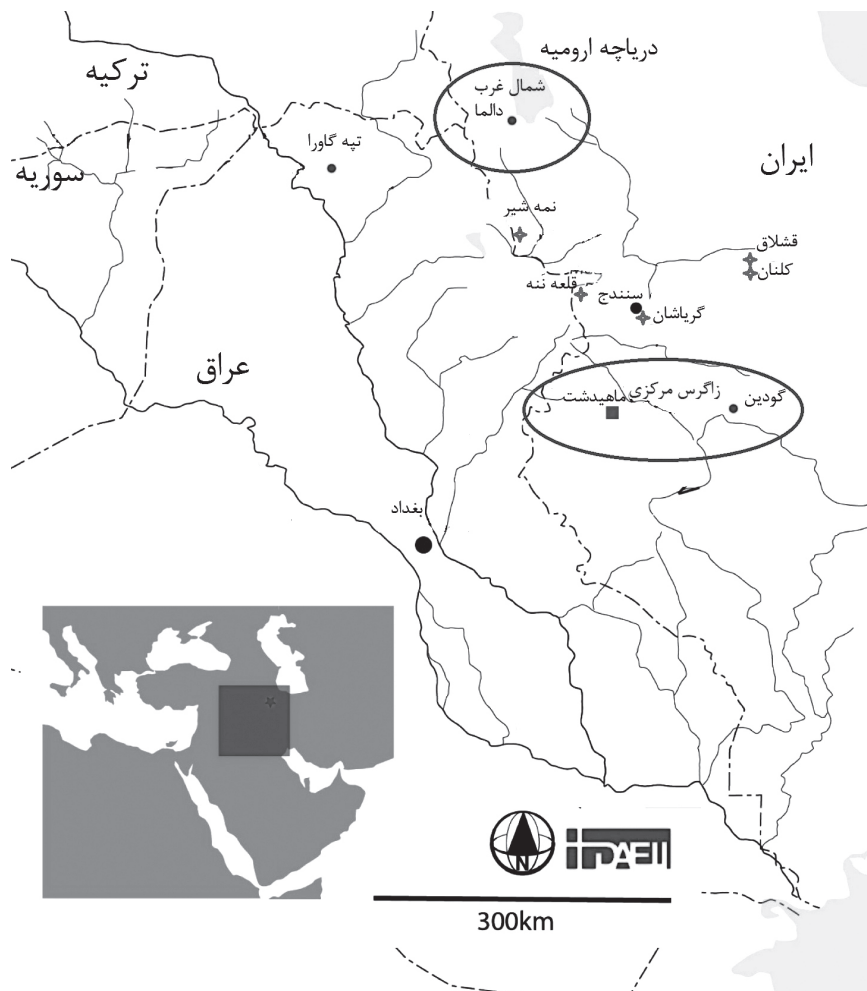 دریاچه ارومیه
ترکیه
شمال غرب
دالما
تپه گاورا
ایران
سوریه
نمه شیر
قشلاق
کلنان
قلعه ننه
سنندج
گریاشان
عراق
زاگرس مرکزی
ماهیدشت
گودین
بغداد
N
300km